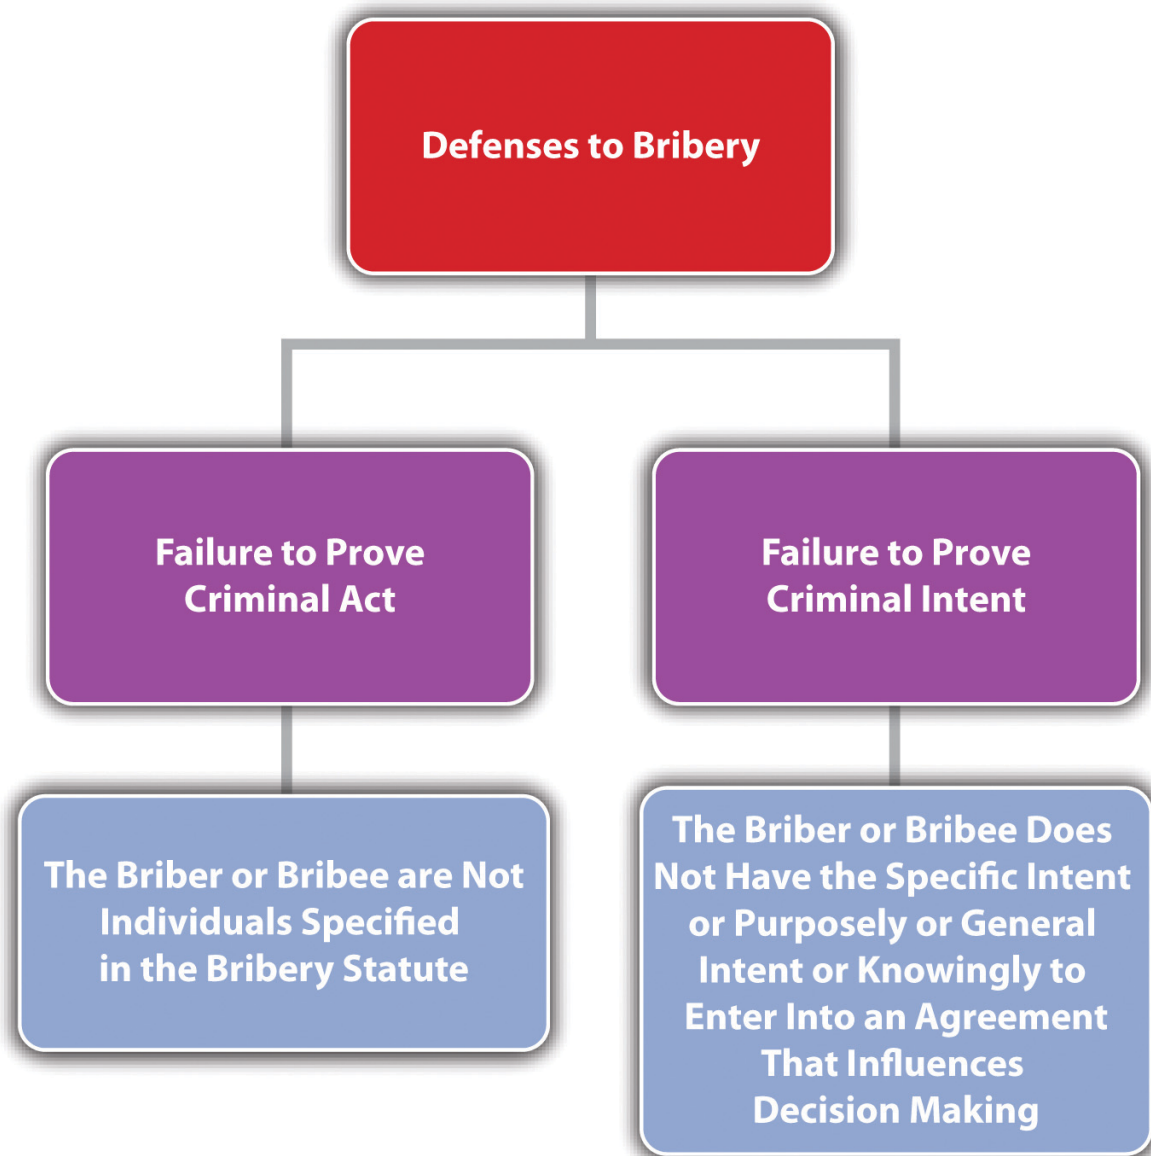 Defenses to Bribery
Failure to Prove
Criminal Act
Failure to Prove
Criminal Intent
The Briber or Bribee are Not
Individuals Specified
in the Bribery Statute
The Briber or Bribee Does
Not Have the Specific Intent
or Purposely or General
Intent or Knowingly to
Enter Into an Agreement
That Influences
Decision Making